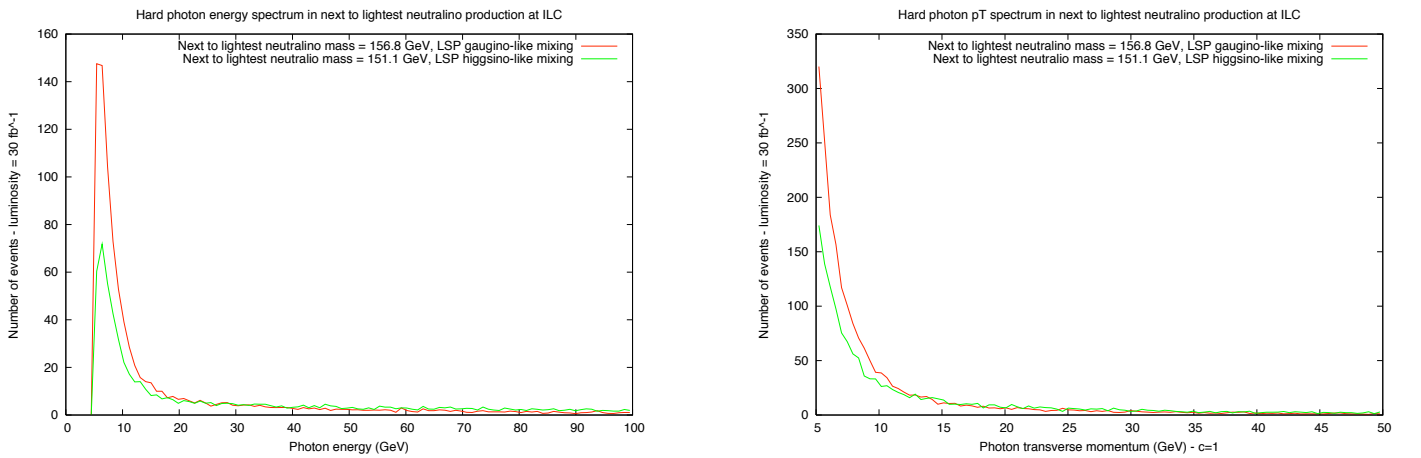 Hard photon energy spectrum in next to lightest neutralino production at ILC
Next to lightest neutralino mass = 156.8 GeV, LSP gaugino-like mixing
Next to lightest neutralio mass = 151.1 GeV, LSP higgsino-like mixing
Number of events - luminosity = 30 fb^-1
160
140
120
100
80
60
40
20
0
0 10 20 30 40 50 60 70 80 90 100
Photon energy (GeV)
Hard photon pT spectrum in next to lightest neutralino production at ILC
Next to lightest neutralino mass = 156.8 GeV, LSP gaugino-like mixing
Next to lightest neutralio mass = 151.1 GeV, LSP higgsino-like mixing
Number of events - luminosity = 30 fb^-1
350
300
250
200
150
100
50
0
5 10 15 20 25 30 35 40 45 50
Photon transverse momentum (GeV) - c=1